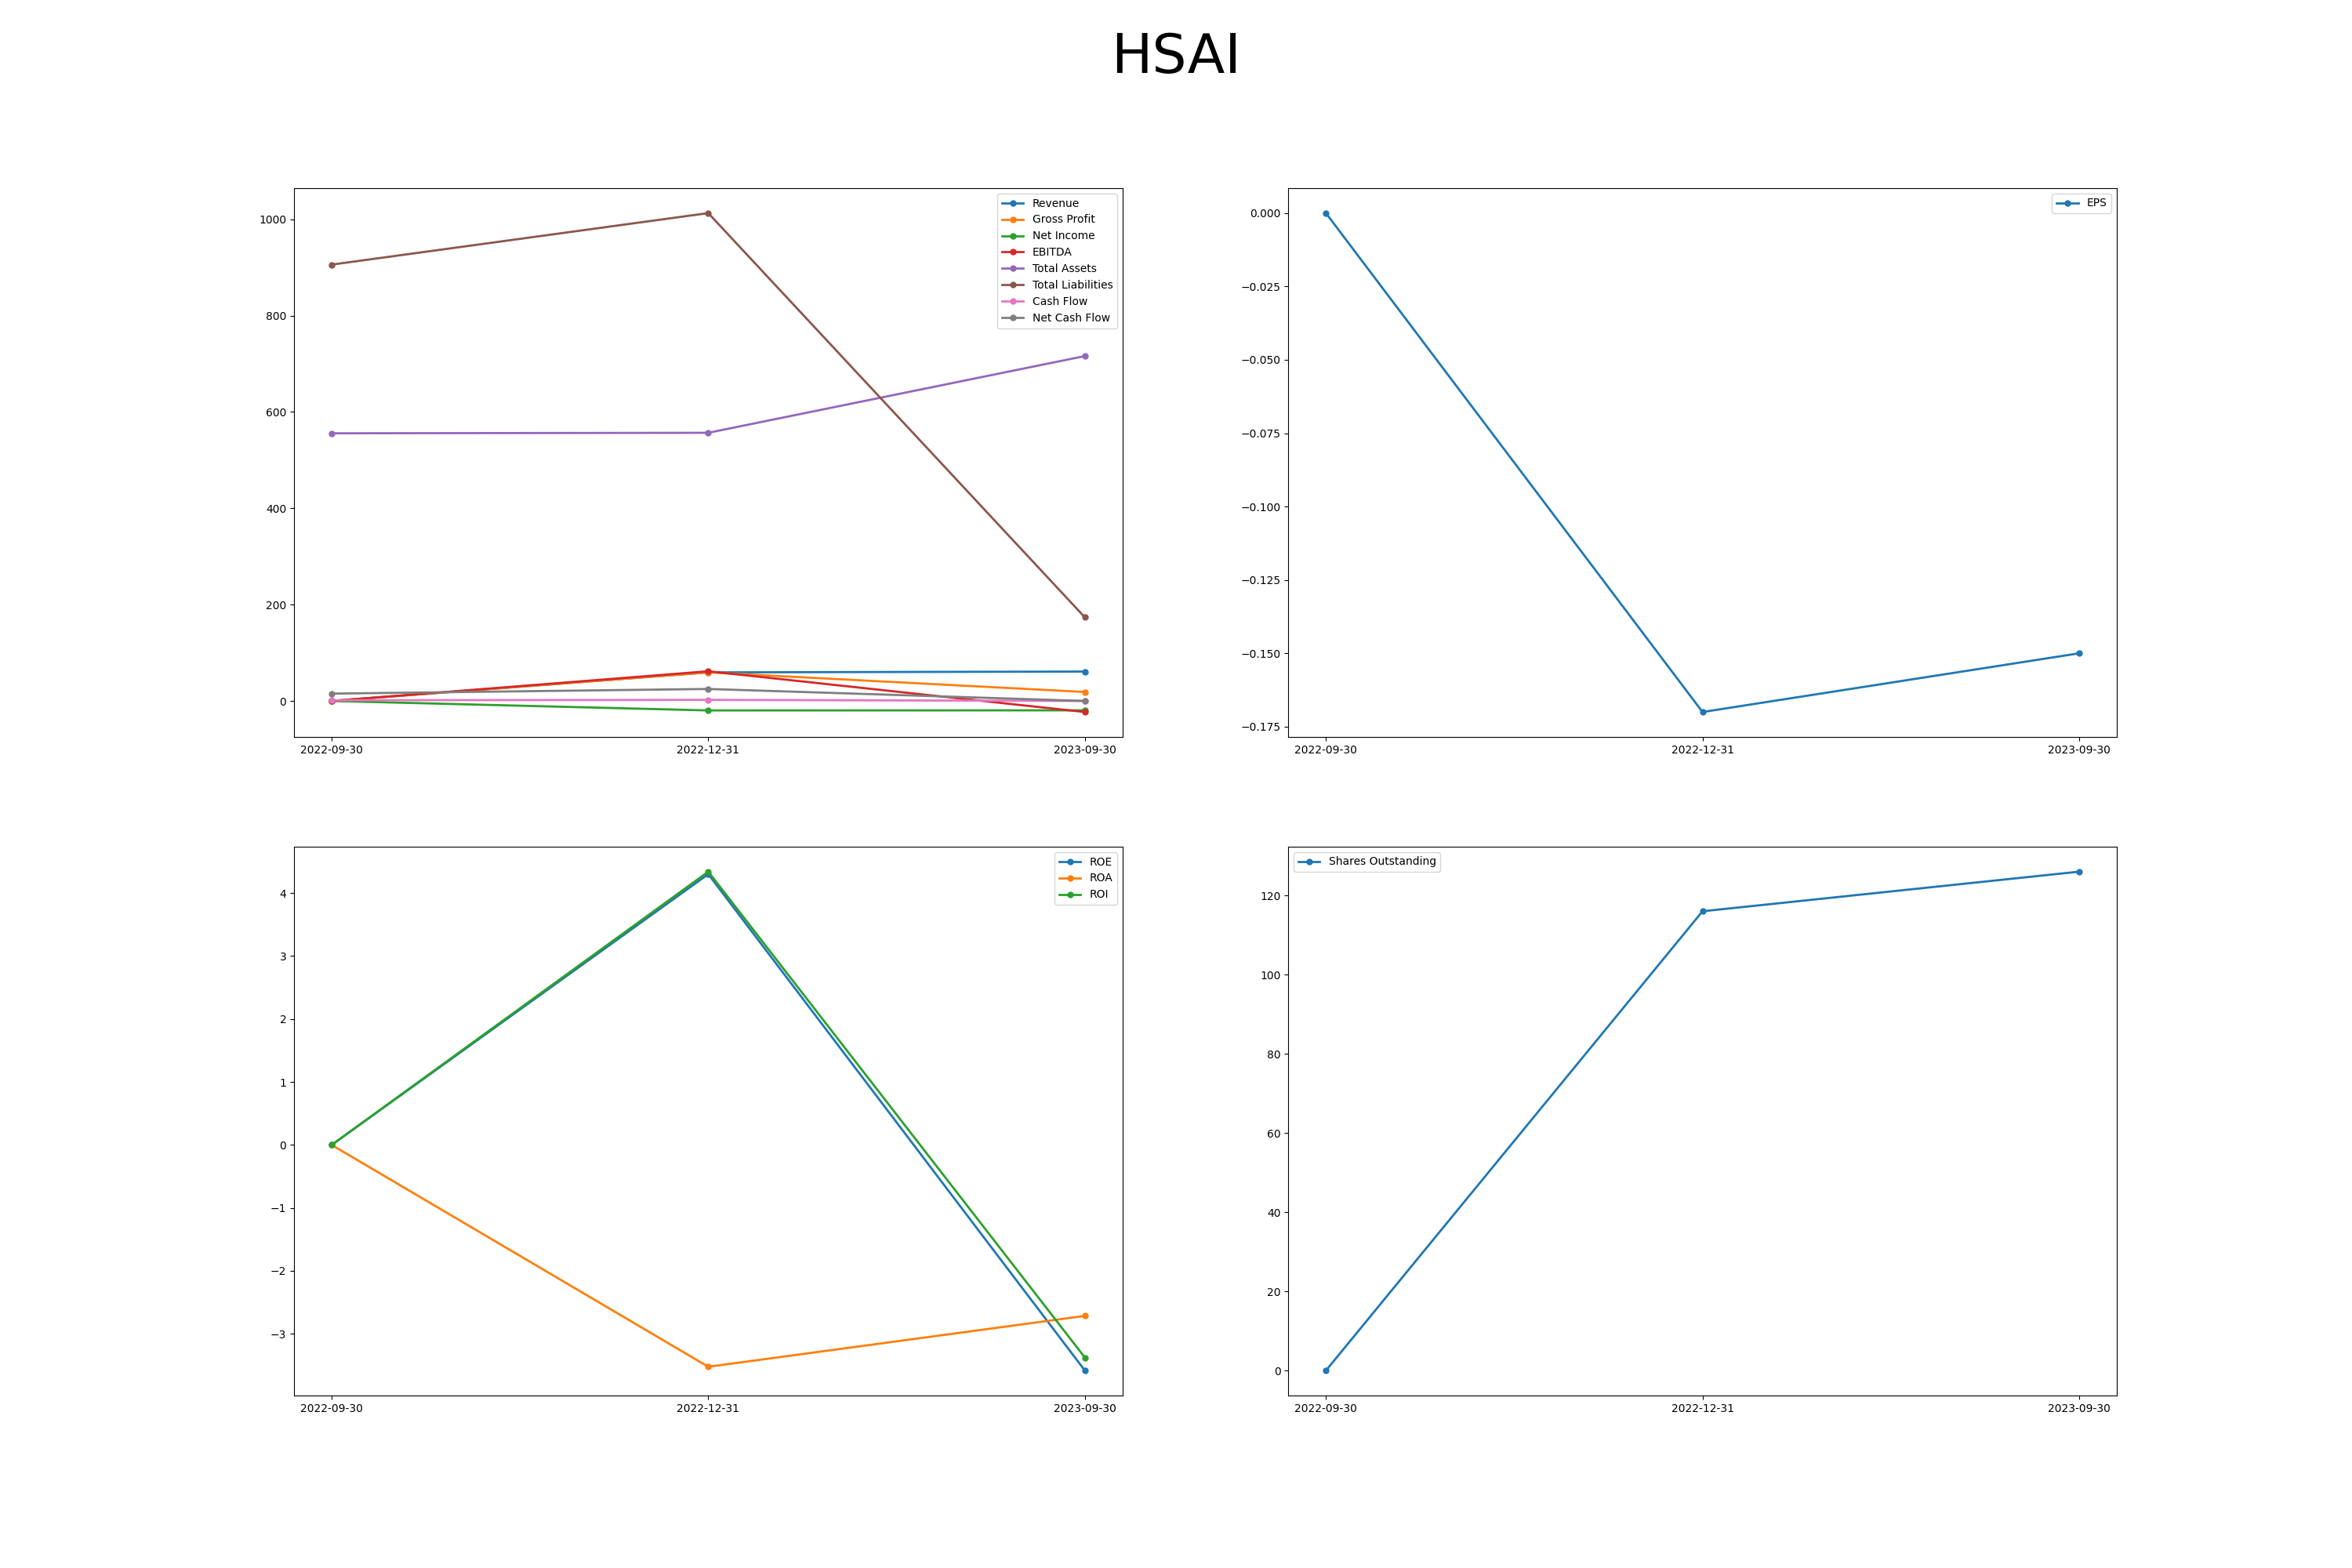 HSAI
1000
800
600
400
200
0
Revenue
Gross Profit
Net Income
EBITDA
Total Assets
Total Liabilities
Cash Flow
Net Cash Flow
2022-09-30 2022-12-31 2023-09-30
0.000
−0.025
−0.050
−0.075
−0.100
−0.125
−0.150
−0.175
EPS
2022-09-30 2022-12-31 2023-09-30
4
3
2
1
0
−1
−2
−3
ROE
ROA
ROI
2022-09-30 2022-12-31 2023-09-30
120
100
80
60
40
20
0
Shares Outstanding
2022-09-30 2022-12-31 2023-09-30